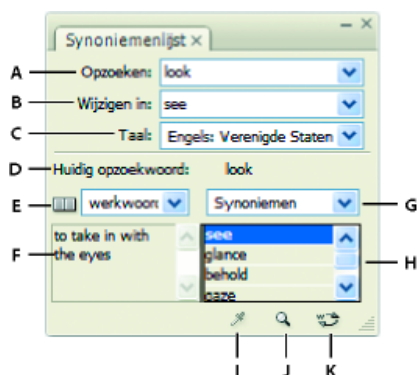 Synoniemenlijst ×
A Opzoeken: look
B Wijzigen in: see
C Taal: Engels: Verenigde Staten
D Huidig opzoekwoord: look
E werkwoor Synoniemen G
F to take in with
the eyes
see
glance
behold
gaze
H
I J K